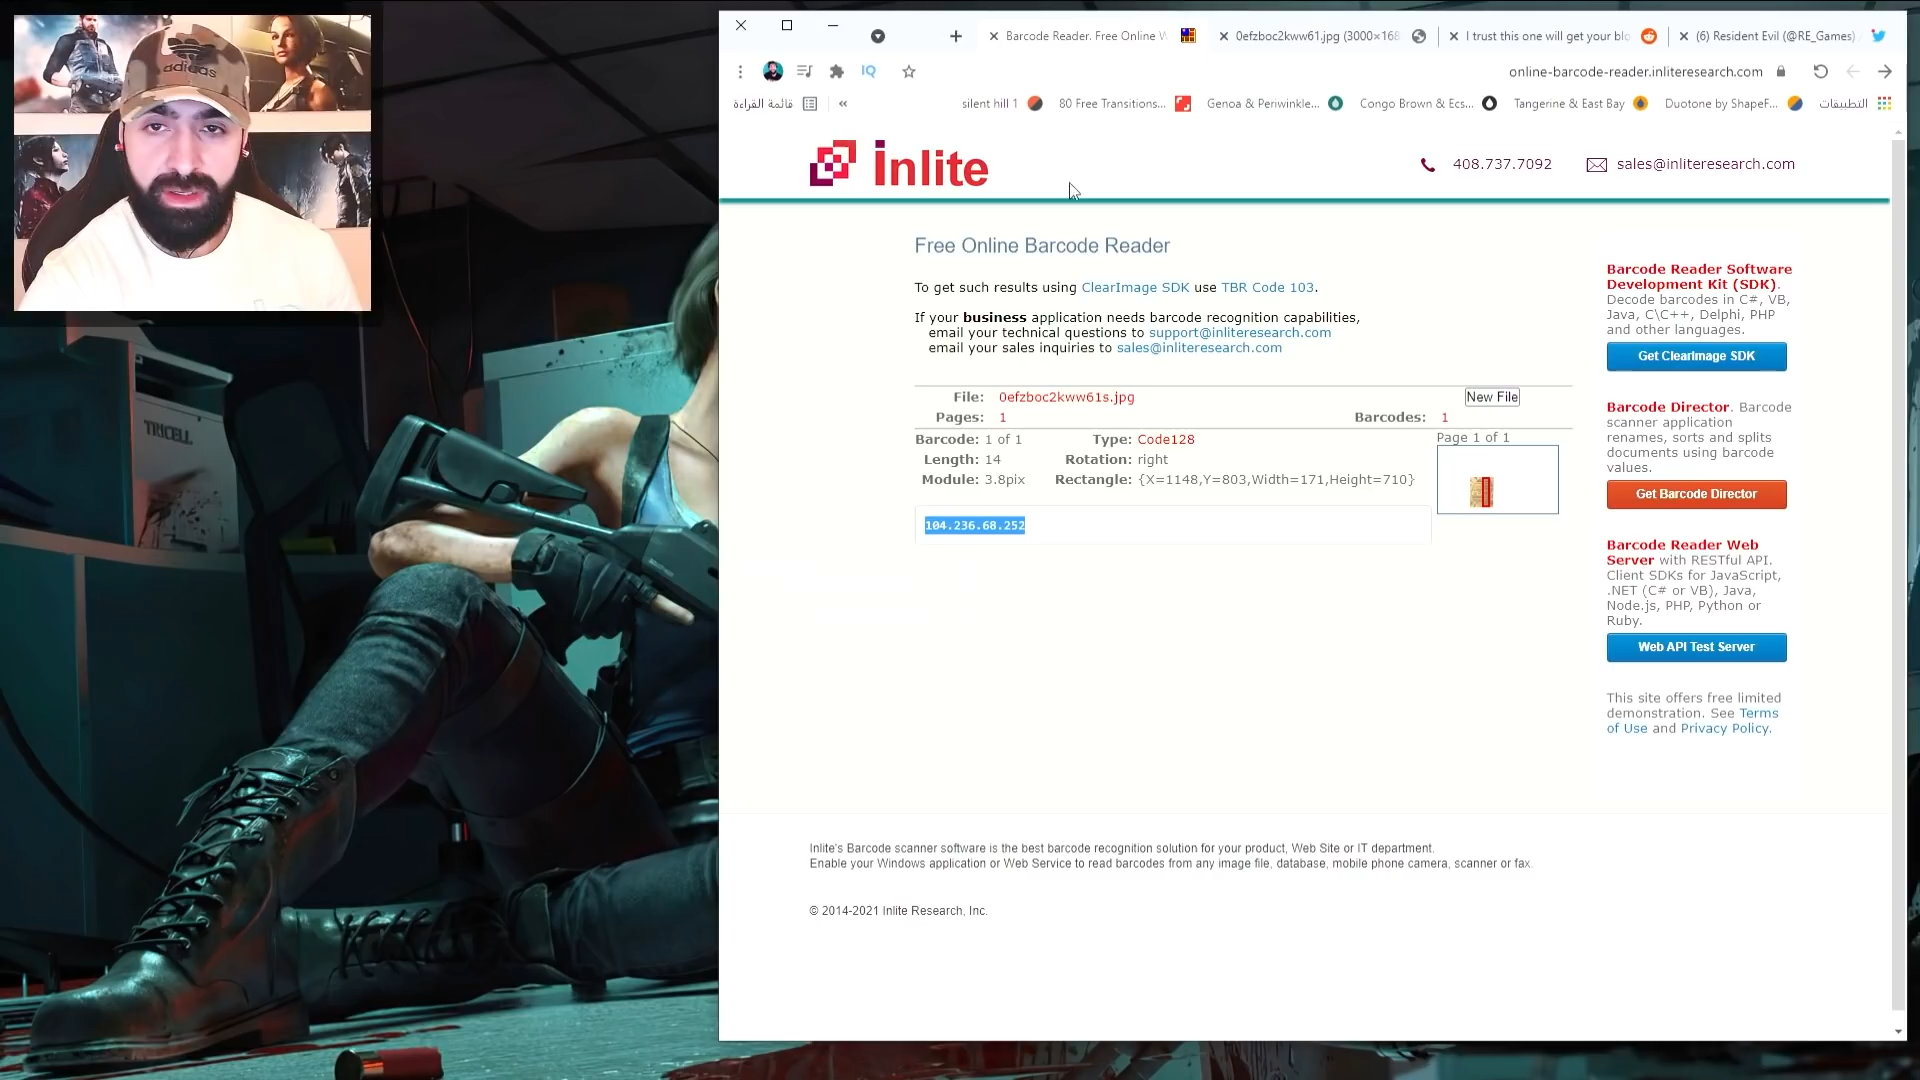 adidas
TRICELL
Barcode Reader. Free Online W
0efzboc2kww61.jpg (3000×168
I trust this one will get your blo
(6) Resident Evil (@RE_Games)
IQ
online-barcode-reader.inliteresearch.com
قائمة القراءة
«
silent hill 1
80 Free Transitions...
Genoa & Periwinkle...
Congo Brown & Ecs...
Tangerine & East Bay
Duotone by ShapeF...
التطبيقات
inlite
408.737.7092
sales@inliteresearch.com
Free Online Barcode Reader
To get such results using ClearImage SDK use TBR Code 103.
If your business application needs barcode recognition capabilities,
email your technical questions to support@inliteresearch.com
email your sales inquiries to sales@inliteresearch.com
File: 0efzboc2kww61s.jpg
New File
Pages: 1
Barcodes: 1
Barcode: 1 of 1 Type: Code128
Page 1 of 1
Length: 14 Rotation: right
Module: 3.8pix Rectangle: {X=1148,Y=803,Width=171,Height=710}
104.236.68.252
Barcode Reader Software
Development Kit (SDK).
Decode barcodes in C#, VB,
Java, C\C++, Delphi, PHP
and other languages.
Get ClearImage SDK
Barcode Director. Barcode
scanner application
renames, sorts and splits
documents using barcode
values.
Get Barcode Director
Barcode Reader Web
Server with RESTful API.
Client SDKs for JavaScript,
.NET (C# or VB), Java,
Node.js, PHP, Python or
Ruby.
Web API Test Server
This site offers free limited
demonstration. See Terms
of Use and Privacy Policy.
Inlite's Barcode scanner software is the best barcode recognition solution for your product, Web Site or IT department.
Enable your Windows application or Web Service to read barcodes from any image file, database, mobile phone camera, scanner or fax.
© 2014-2021 Inlite Research, Inc.